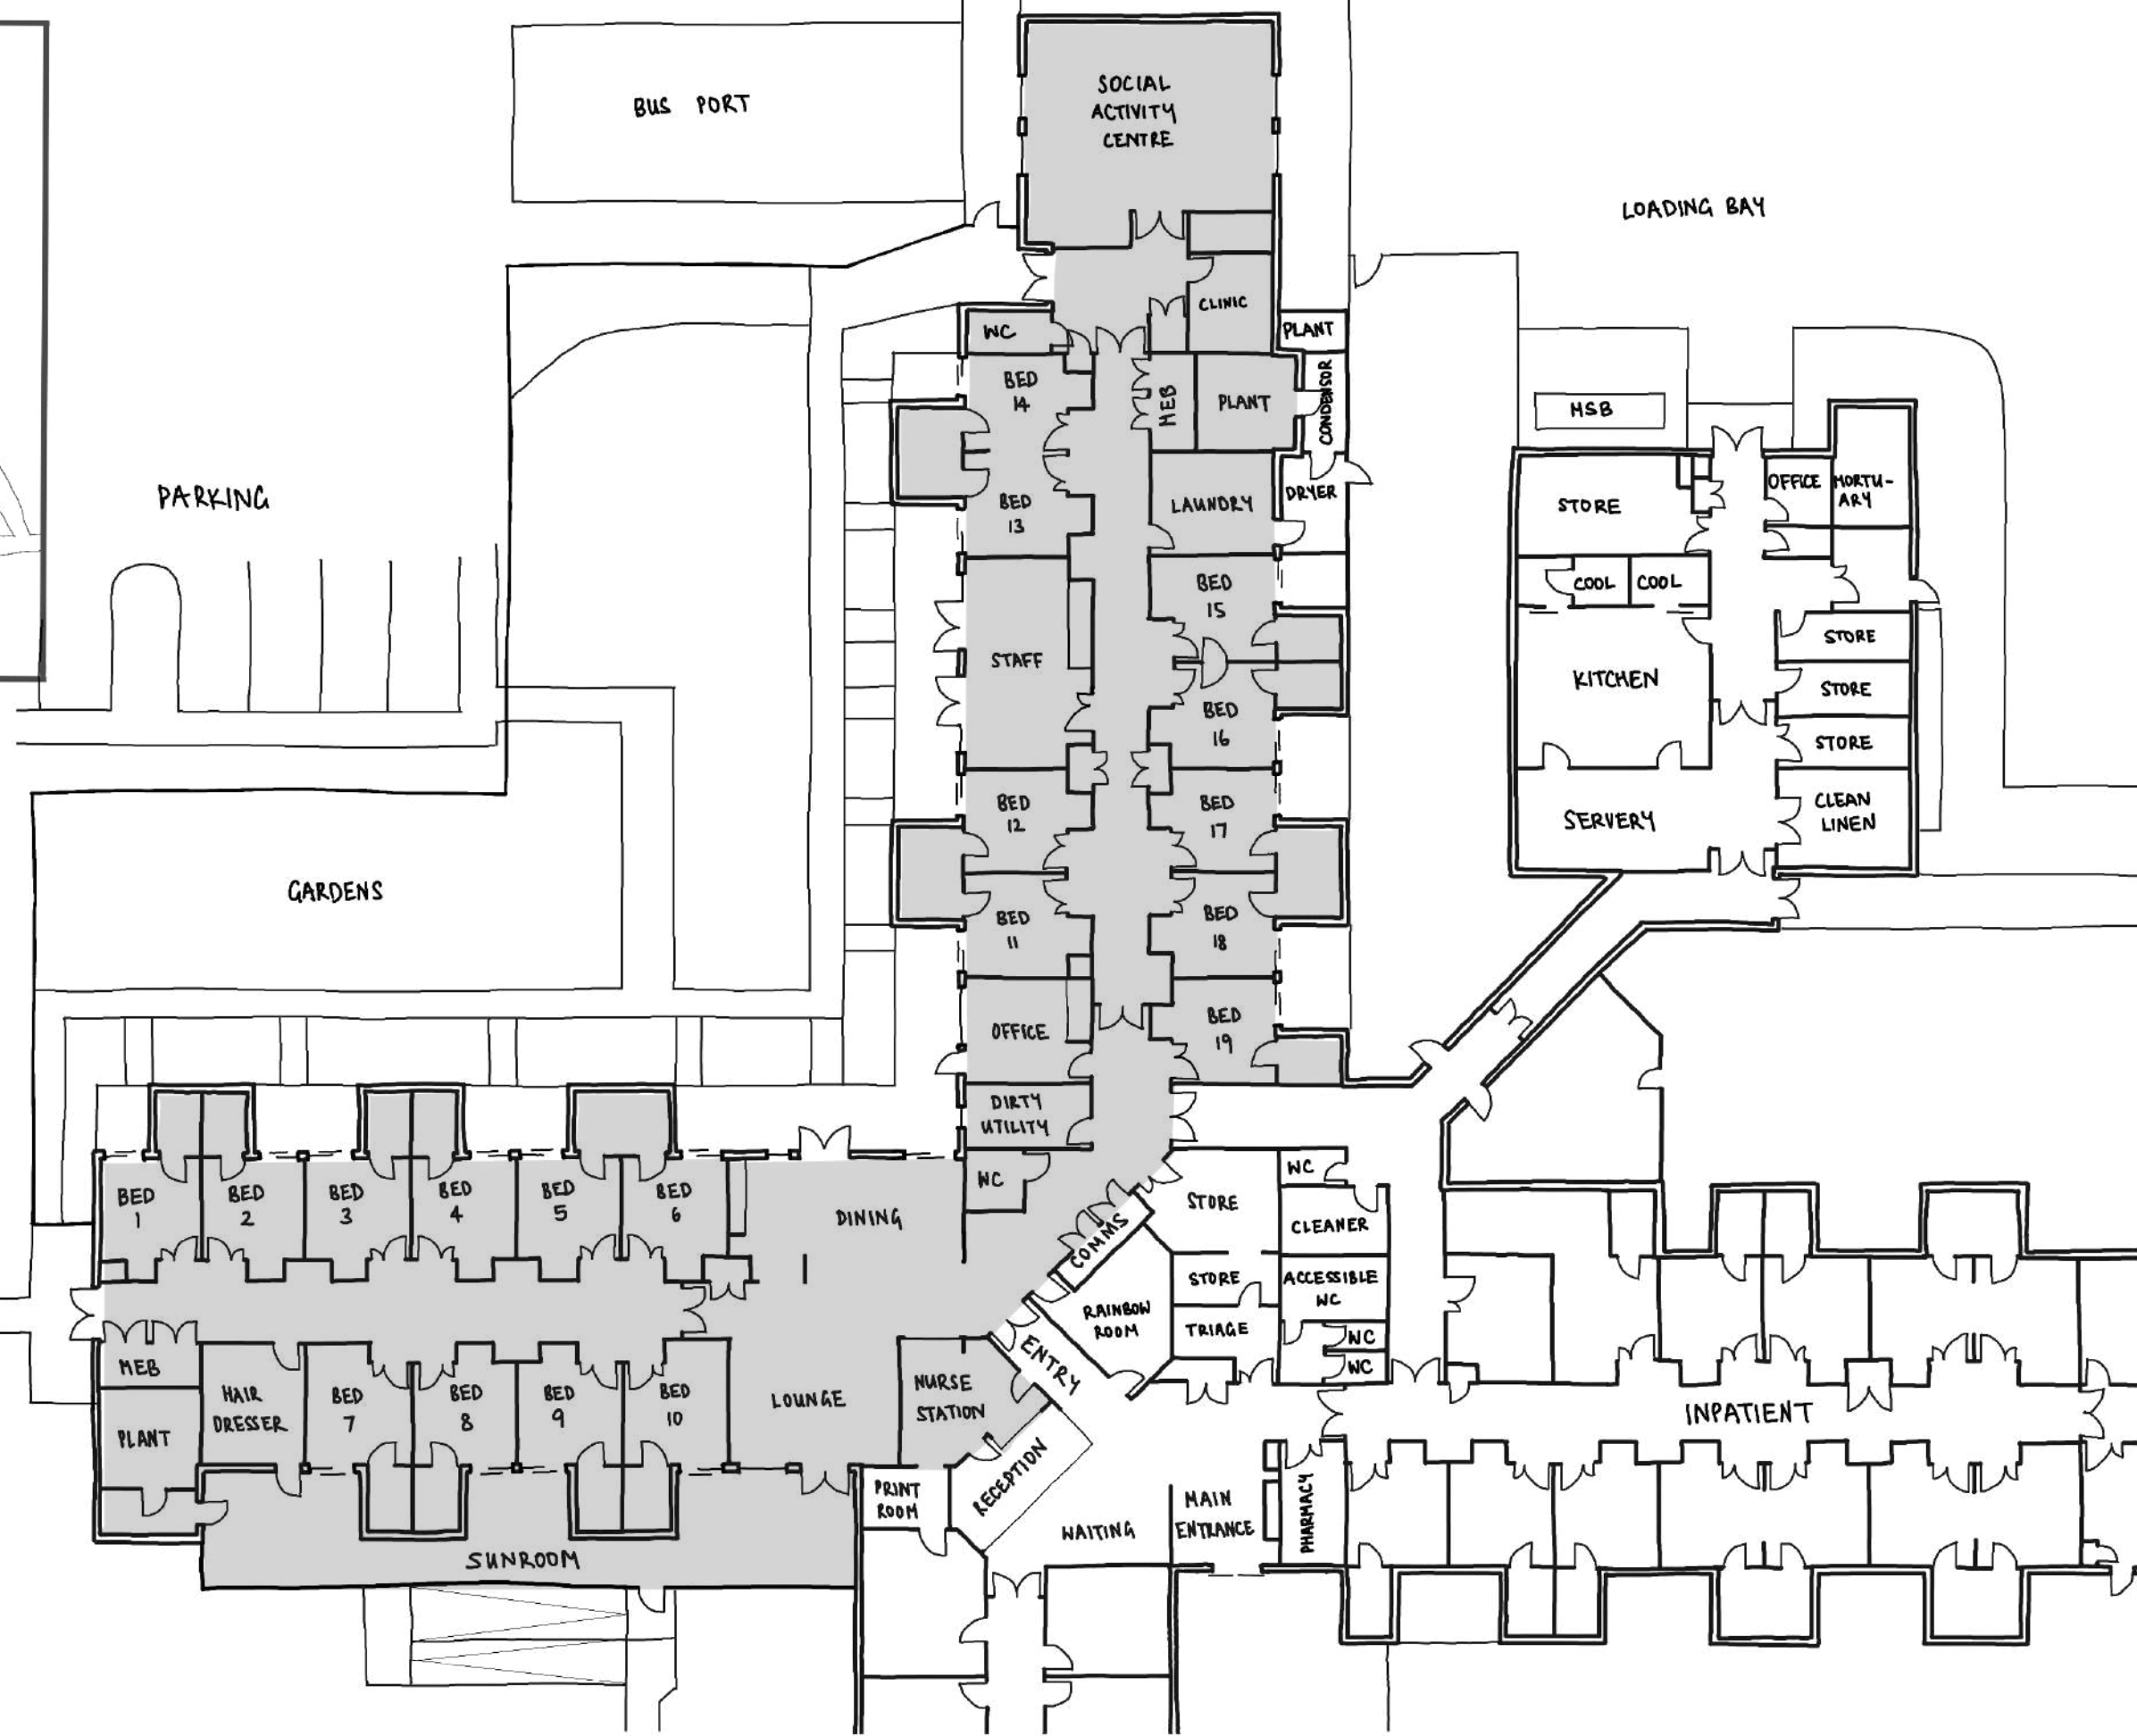 BUS PORT
SOCIAL
ACTIVITY
CENTRE
LOADING BAY
CLINIC
WC
PLANT
BED
14
MEB
PLANT
CONDENSOR
MSB
PARKING
BED
13
LAUNDRY
DRYER
STORE
OFFICE
MORTU-
ARY
BED
15
COOL
COOL
STORE
STAFF
KITCHEN
STORE
BED
16
STORE
BED
12
BED
17
SERVERY
CLEAN
LINEN
GARDENS
BED
11
BED
18
OFFICE
BED
19
DIRTY
UTILITY
WC
BED
1
BED
2
BED
3
BED
4
BED
5
BED
6
DINING
WC
STORE
CLEANER
COMMS
STORE
ACCESSIBLE
WC
RAINBOW
ROOM
TRIAGE
WC
WC
ENTRY
MEB
HAIR
DRESSER
PLANT
BED
7
BED
8
BED
9
BED
10
LOUNGE
NURSE
STATION
INPATIENT
RECEPTION
PRINT
ROOM
WAITING
MAIN
ENTRANCE
PHARMACY
SUNROOM